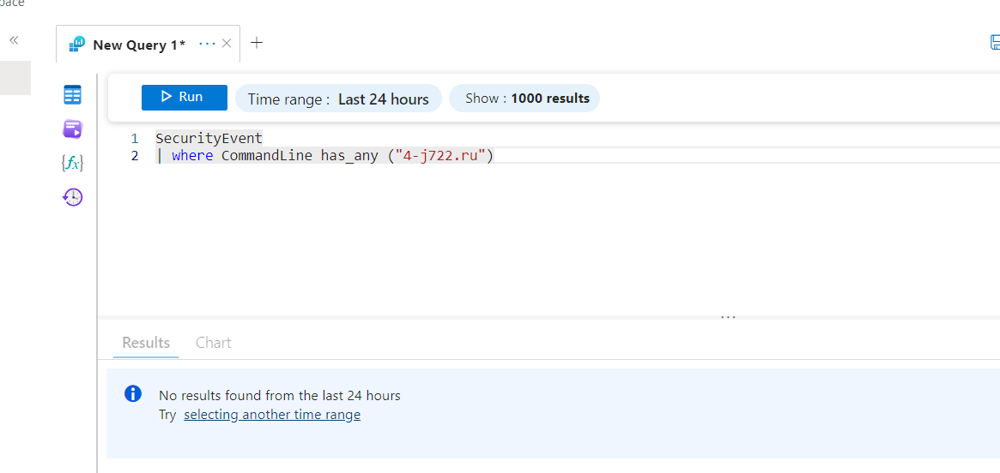 pace
«
New Query 1* ··· ×
+
Run
Time range : Last 24 hours
Show : 1000 results
{fx}
1 SecurityEvent
2 | where CommandLine has_any ("4-j722.ru")
...
Results
Chart
No results found from the last 24 hours
Try selecting another time range